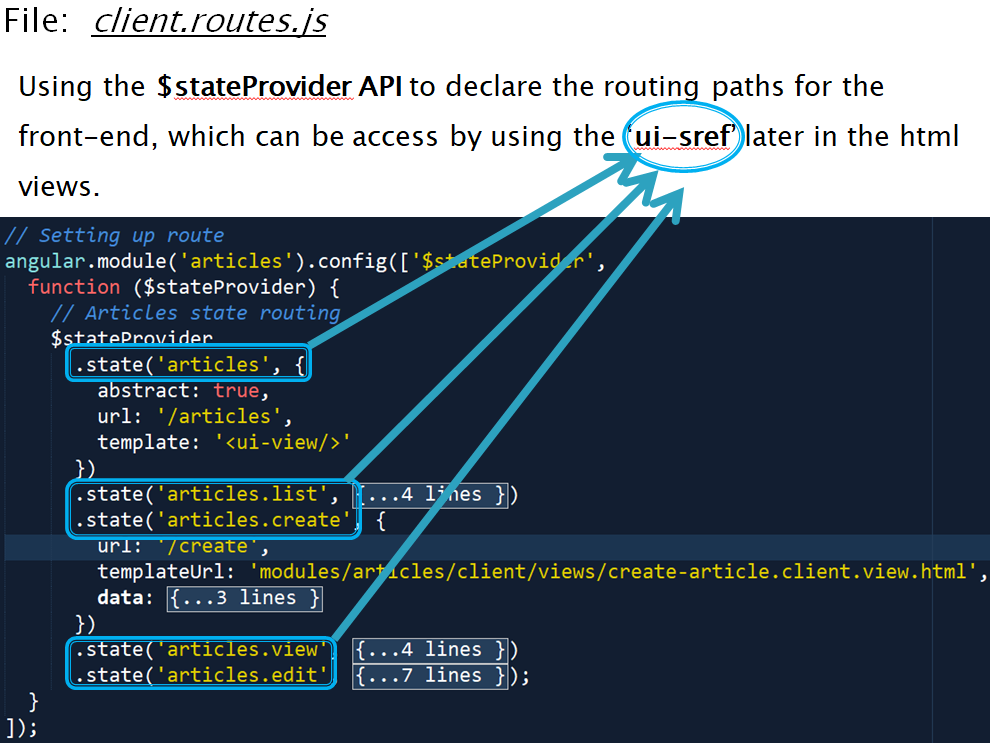 File:  client.routes.js
Using the $stateProvider API to declare the routing paths for the
front-end, which can be access by using the 'ui-sref' later in the html
views.
// Setting up route
angular.module('articles').config(['$stateProvider',
  function ($stateProvider) {
    // Articles state routing
    $stateProvider
      .state('articles', {
        abstract: true,
        url: '/articles',
        template: '<ui-view/>'
      })
      .state('articles.list', {...4 lines })
      .state('articles.create', {
        url: '/create',
        templateUrl: 'modules/articles/client/views/create-article.client.view.html',
        data: {...3 lines }
      })
      .state('articles.view', {...4 lines })
      .state('articles.edit', {...7 lines });
  }
]);